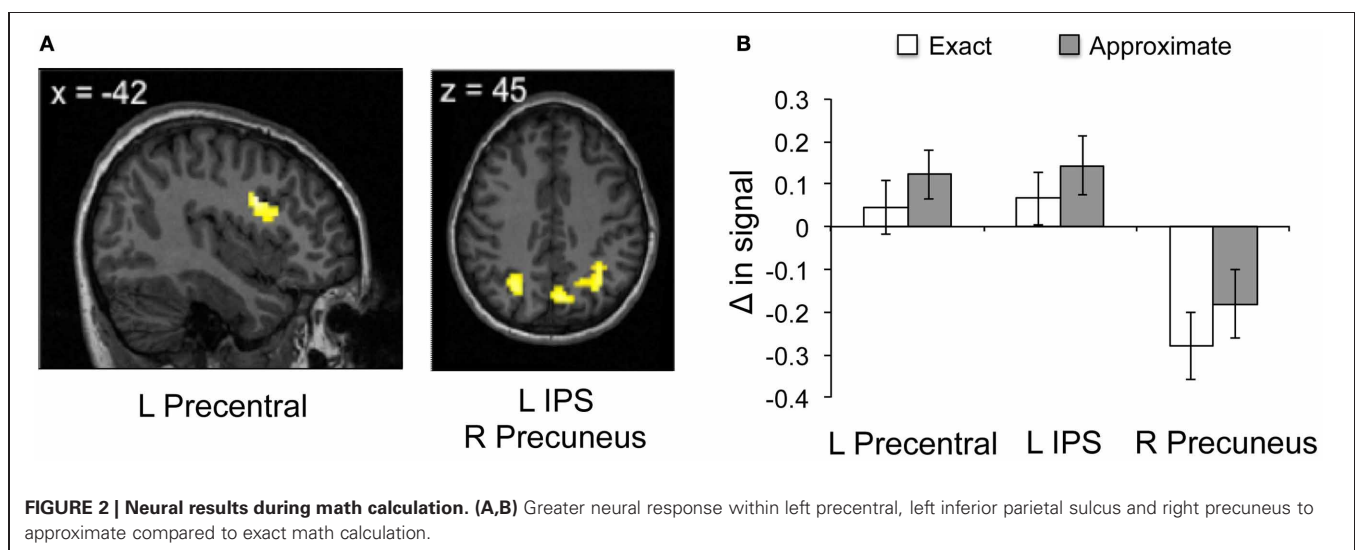 A
x = -42
z = 45
L Precentral
L IPS
R Precuneus
B
Exact
Approximate
Δ in signal
0.3
0.2
0.1
0
-0.1
-0.2
-0.3
-0.4
L Precentral
L IPS
R Precuneus
FIGURE 2 | Neural results during math calculation. (A,B) Greater neural response within left precentral, left inferior parietal sulcus and right precuneus to
approximate compared to exact math calculation.